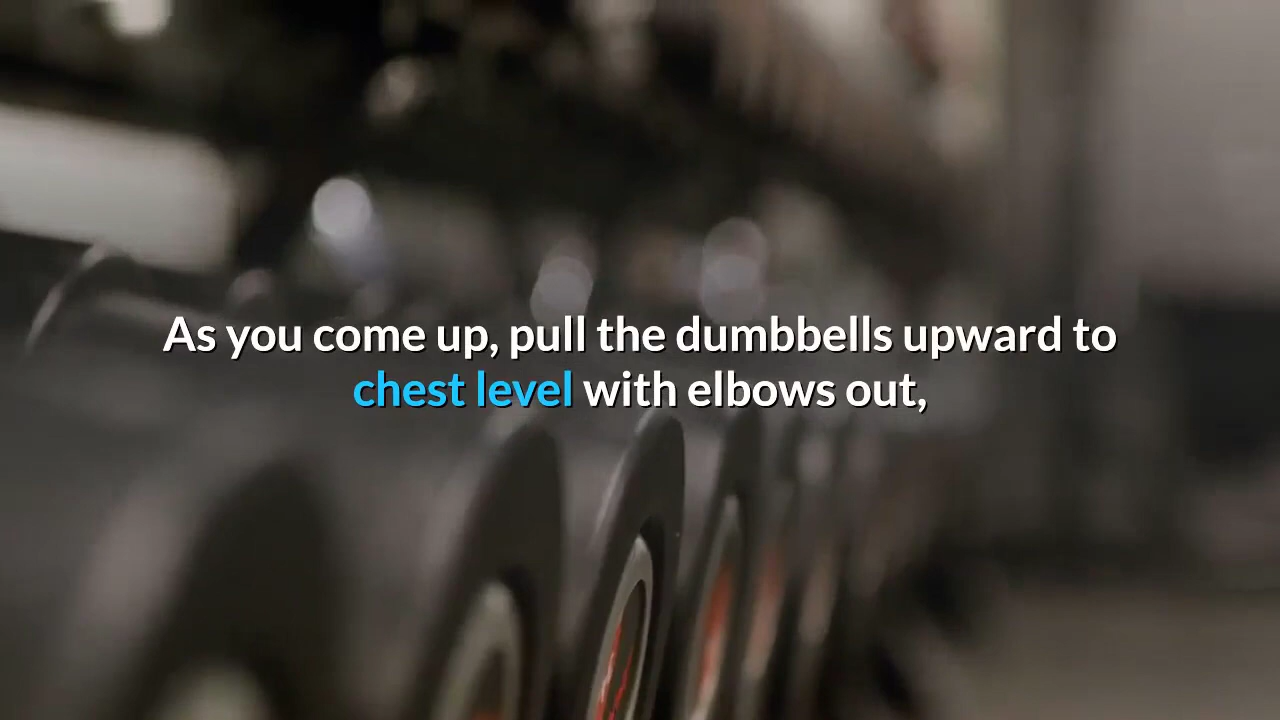 As you come up, pull the dumbbells upward to
chest level with elbows out,